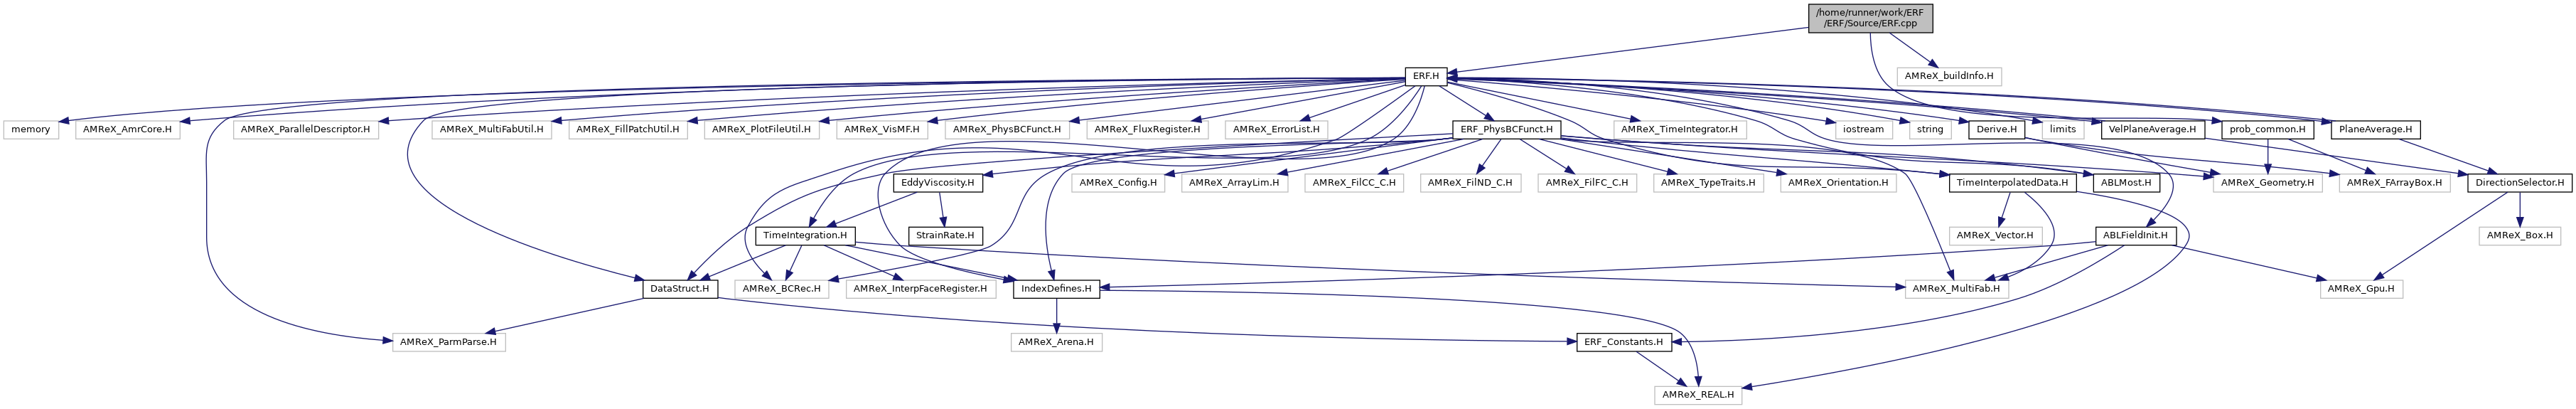 /home/runner/work/ERF
/ERF/Source/ERF.cpp
ERF.H
AMReX_buildInfo.H
memory
AMReX_AmrCore.H
AMReX_ParallelDescriptor.H
AMReX_MultiFabUtil.H
AMReX_FillPatchUtil.H
AMReX_PlotFileUtil.H
AMReX_VisMF.H
AMReX_PhysBCFunct.H
AMReX_FluxRegister.H
AMReX_ErrorList.H
ERF_PhysBCFunct.H
AMReX_TimeIntegrator.H
iostream
string
Derive.H
limits
VelPlaneAverage.H
prob_common.H
PlaneAverage.H
EddyViscosity.H
AMReX_Config.H
AMReX_ArrayLim.H
AMReX_FilCC_C.H
AMReX_FilND_C.H
AMReX_FilFC_C.H
AMReX_TypeTraits.H
AMReX_Orientation.H
TimeInterpolatedData.H
ABLMost.H
AMReX_Geometry.H
AMReX_FArrayBox.H
DirectionSelector.H
TimeIntegration.H
StrainRate.H
AMReX_Vector.H
ABLFieldInit.H
AMReX_Box.H
DataStruct.H
AMReX_BCRec.H
AMReX_InterpFaceRegister.H
IndexDefines.H
AMReX_MultiFab.H
AMReX_Gpu.H
AMReX_ParmParse.H
AMReX_Arena.H
ERF_Constants.H
AMReX_REAL.H